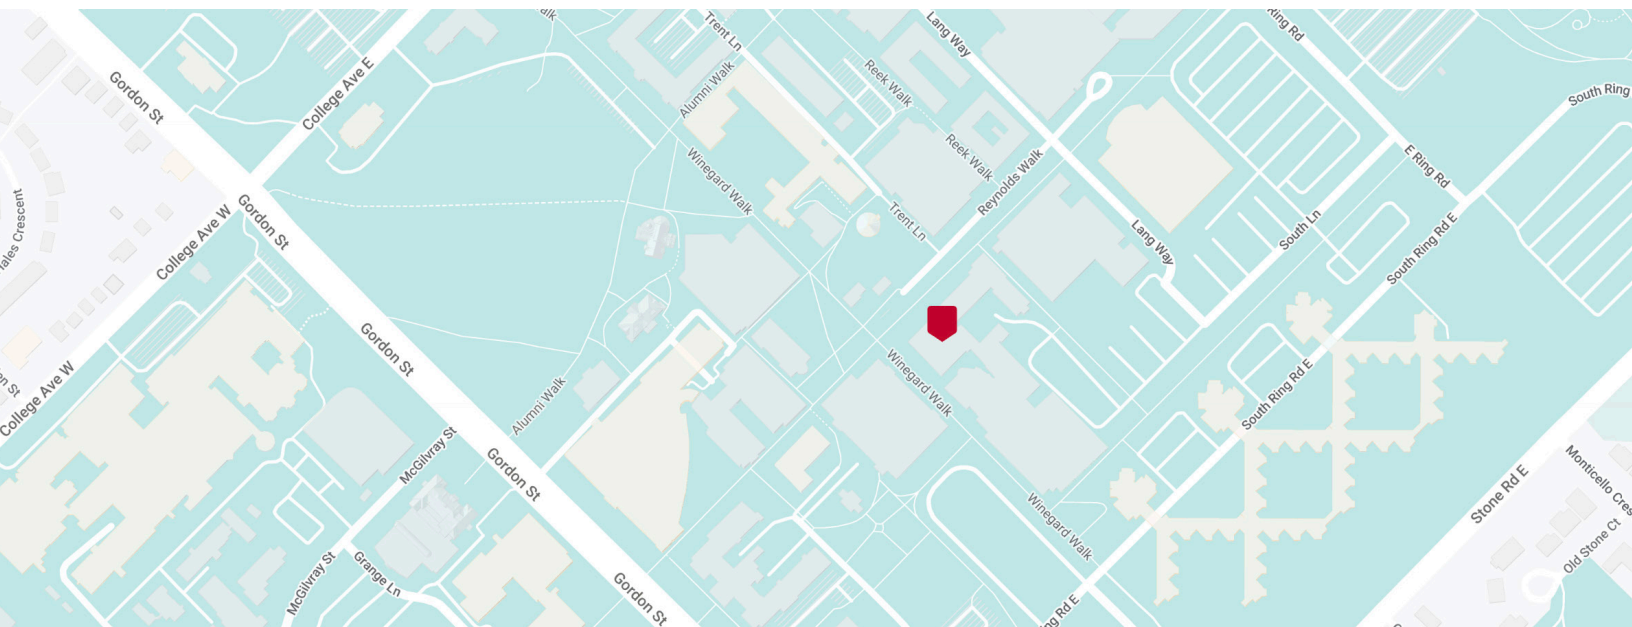 Trent Ln
Lang Way
Ring Rd
Gordon St
College Ave E
Alumni Walk
Reek Walk
South Ring
Reek Walk
E Ring Rd
Winegard Walk
Reynolds Walk
Gordon St
College Ave W
Trent Ln
Lang Way
South Ln
South Ring Rd E
Gordon St
Winegard Walk
South Ring Rd E
College Ave W
Alumni Walk
McGilvray St
Gordon St
Stone Rd E
Winegard Walk
Old Stone Ct
McGilvray St
Grange Ln
Gordon St